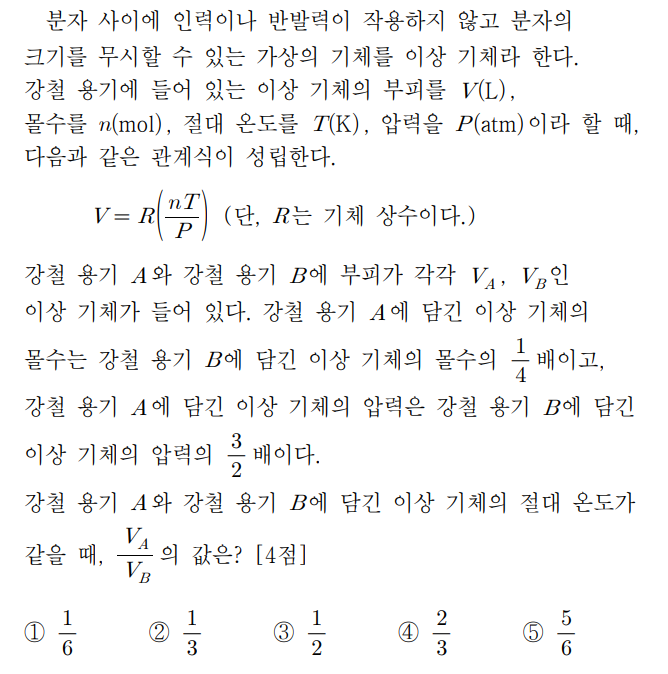 분자 사이에 인력이나 반발력이 작용하지 않고 분자의
크기를 무시할 수 있는 가상의 기체를 이상 기체라 한다.
강철 용기에 들어 있는 이상 기체의 부피를 V(L),
몰수를 n(mol), 절대 온도를 T(K), 압력을 P(atm)이라 할 때,
다음과 같은 관계식이 성립한다.
V = R(nT/P) (단, R는 기체 상수이다.)
강철 용기 A와 강철 용기 B에 부피가 각각 V_A, V_B인
이상 기체가 들어 있다. 강철 용기 A에 담긴 이상 기체의
몰수는 강철 용기 B에 담긴 이상 기체의 몰수의 1/4 배이고,
강철 용기 A에 담긴 이상 기체의 압력은 강철 용기 B에 담긴
이상 기체의 압력의 3/2 배이다.
강철 용기 A와 강철 용기 B에 담긴 이상 기체의 절대 온도가
같을 때, V_A/V_B 의 값은? [4점]
① 1/6 ② 1/3 ③ 1/2 ④ 2/3 ⑤ 5/6